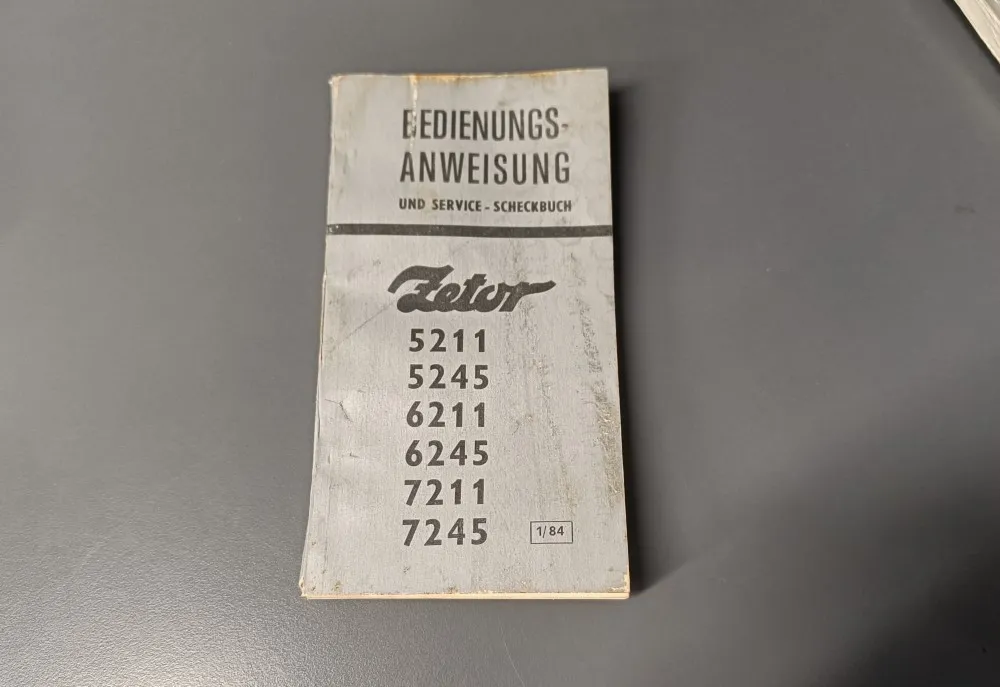 BEDIENUNGS-
ANWEISUNG
UND SERVICE - SCHECKBUCH
Zetor
5211
5245
6211
6245
7211
7245
1/84